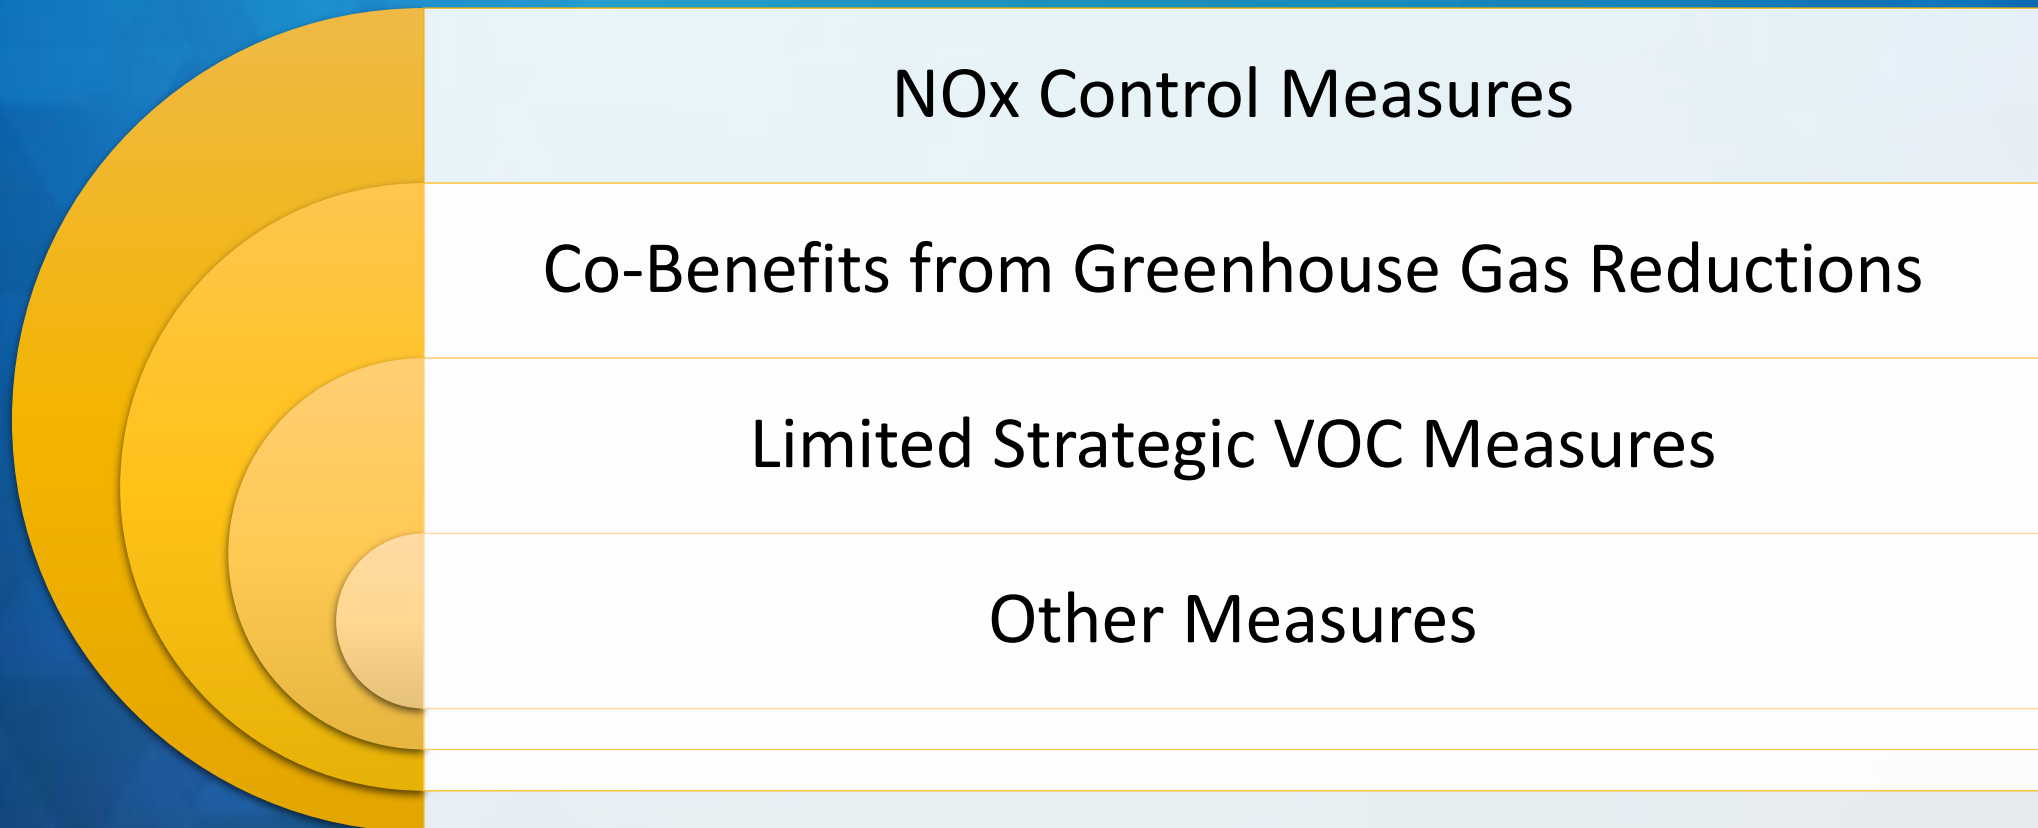 NOx Control Measures
Co-Benefits from Greenhouse Gas Reductions
Limited Strategic VOC Measures
Other Measures